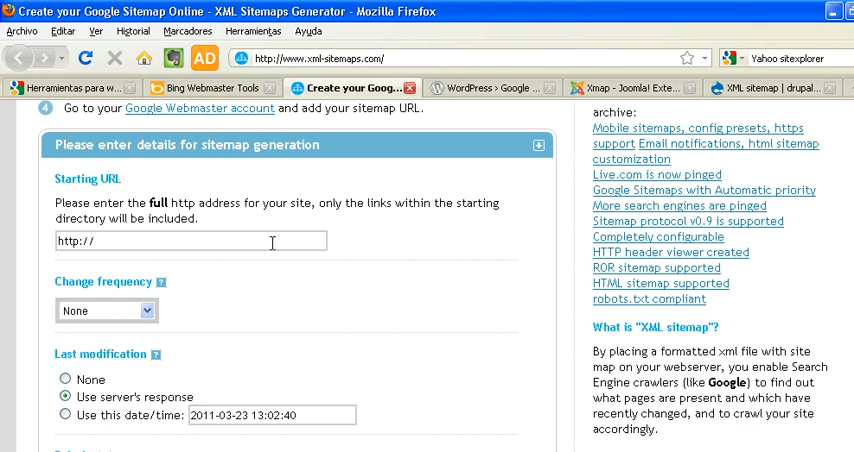 Create your Google Sitemap Online - XML Sitemaps Generator - Mozilla Firefox
Archivo Editar Ver Historial Marcadores Herramientas Ayuda
AD http://www.xml-sitemaps.com/ Yahoo sitexplorer
Herramientas para w... Bing Webmaster Tools Create your Goog... WordPress › Google ... Xmap - Joomla! Exte... XML sitemap | drupal...
4 Go to your Google Webmaster account and add your sitemap URL.
Please enter details for sitemap generation
Starting URL
Please enter the full http address for your site, only the links within the starting
directory will be included.
http://
Change frequency ?
None
Last modification ?
None
Use server's response
Use this date/time: 2011-03-23 13:02:40
archive:
Mobile sitemaps, config presets, https
support Email notifications, html sitemap
customization
Live.com is now pinged
Google Sitemaps with Automatic priority
More search engines are pinged
Sitemap protocol v0.9 is supported
Completely configurable
HTTP header viewer created
ROR sitemap supported
HTML sitemap supported
robots.txt compliant
What is "XML sitemap"?
By placing a formatted xml file with site
map on your webserver, you enable Search
Engine crawlers (like Google) to find out
what pages are present and which have
recently changed, and to crawl your site
accordingly.